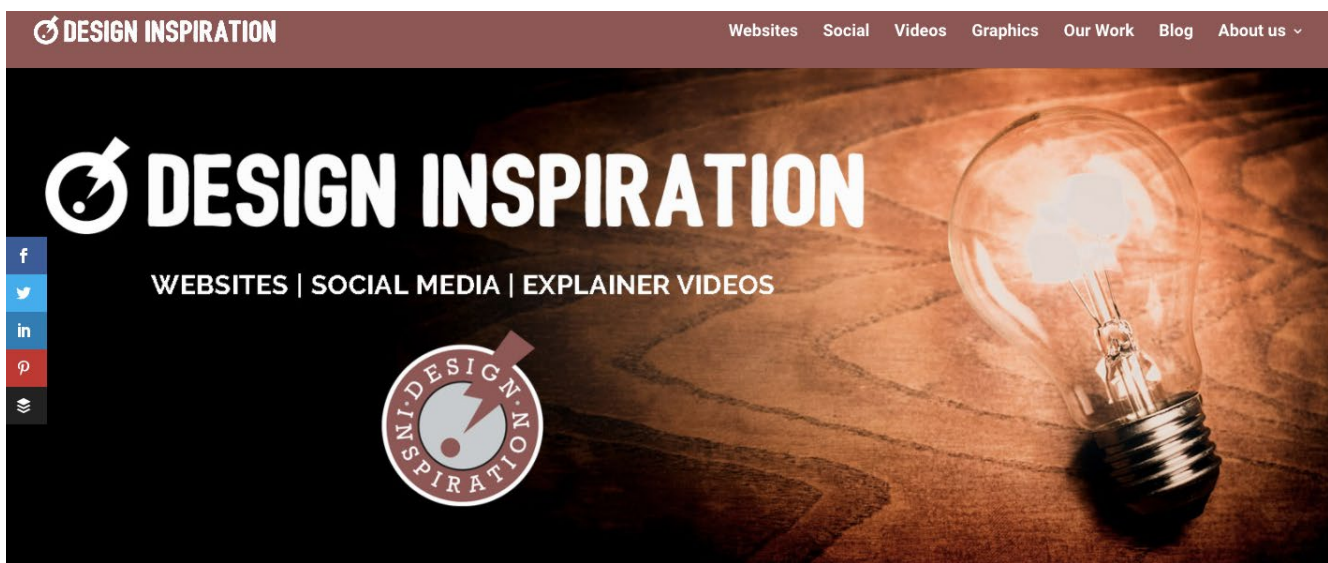 DESIGN INSPIRATION
Websites Social Videos Graphics Our Work Blog About us
DESIGN INSPIRATION
f
in
WEBSITES | SOCIAL MEDIA | EXPLAINER VIDEOS
DESIGN · INSPIRATION ·